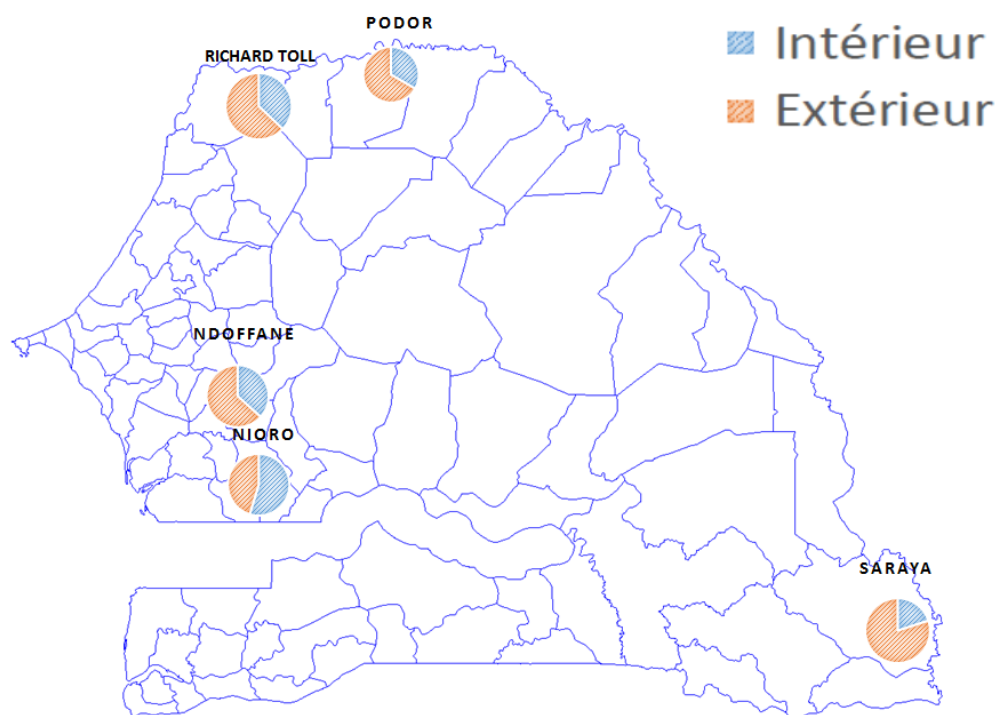 PODOR
RICHARD TOLL
Intérieur
Extérieur
NDOFFANE
NIORO
SARAYA